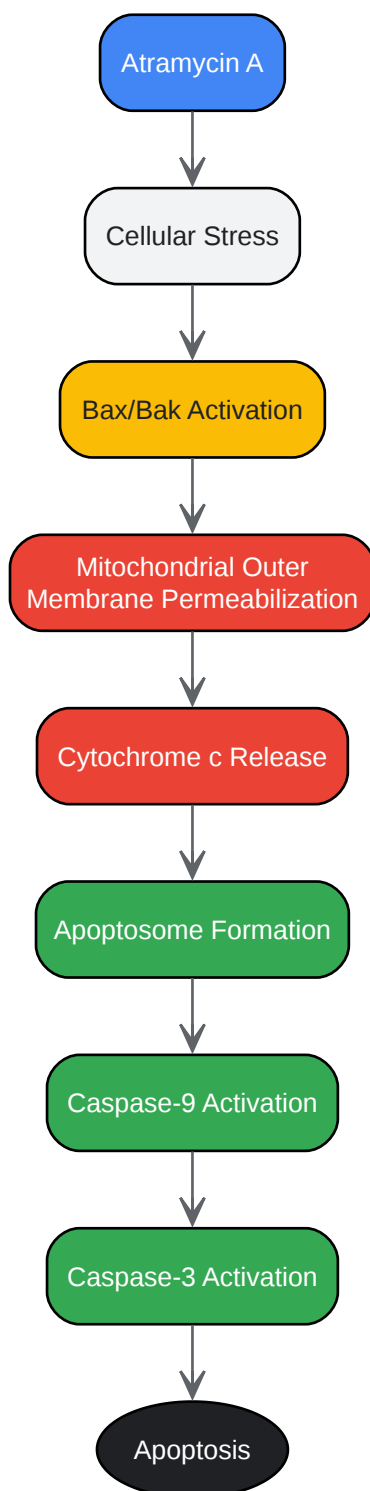 Atramycin A
Cellular Stress
Bax/Bak Activation
Mitochondrial Outer
Membrane Permeabilization
Cytochrome c Release
Apoptosome Formation
Caspase-9 Activation
Caspase-3 Activation
Apoptosis